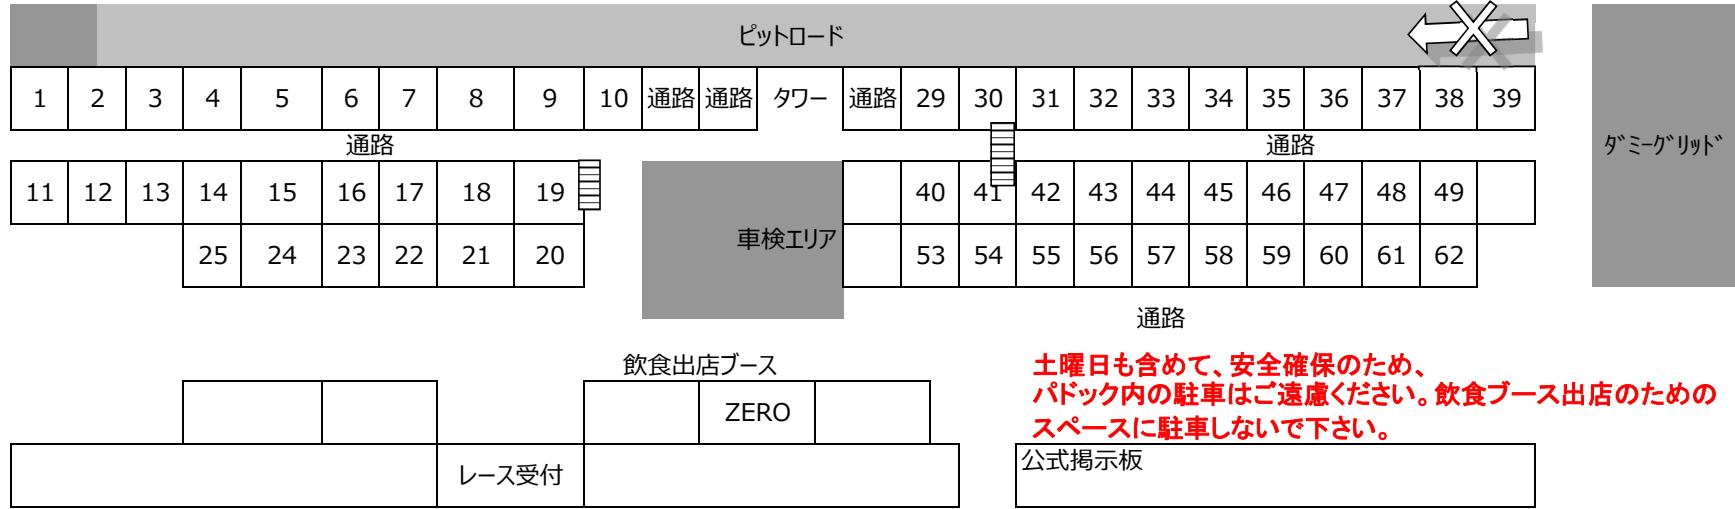 ピットロード
1 2 3 4 5 6 7 8 9 10 通路 通路 タワー 通路 29 30 31 32 33 34 35 36 37 38 39
通路 通路
ﾀﾞﾐｰｸﾞﾘｯﾄﾞ
11 12 13 14 15 16 17 18 19 40 41 42 43 44 45 46 47 48 49
車検エリア
25 24 23 22 21 20 53 54 55 56 57 58 59 60 61 62
通路
飲食出店ブース
土曜日も含めて、安全確保のため、
パドック内の駐車はご遠慮ください。飲食ブース出店のための
スペースに駐車しないで下さい。
ZERO
レース受付
公式掲示板